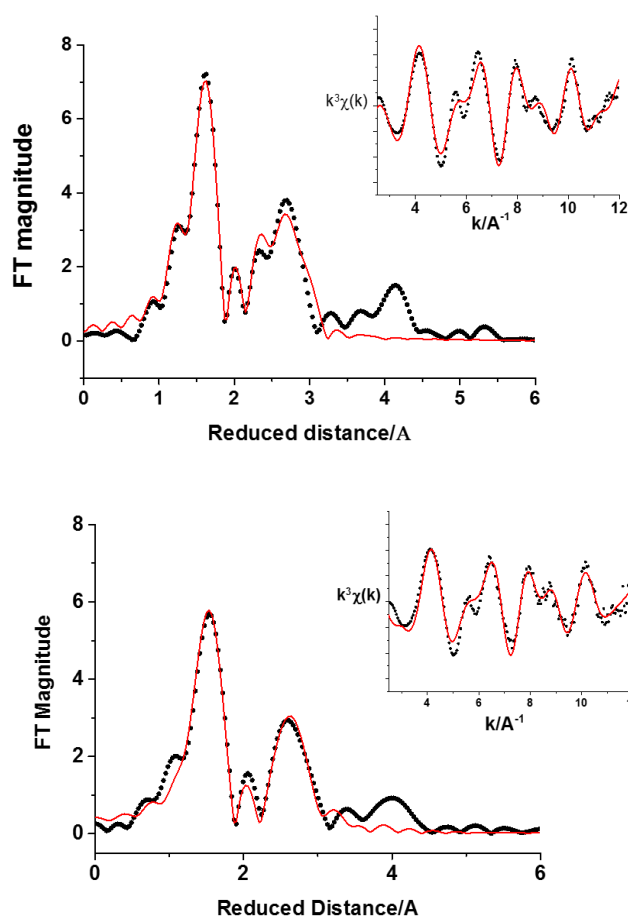 8
6
4
2
0
FT magnitude
0 1 2 3 4 5 6
Reduced distance/A
k³χ(k)
4 6 8 10 12
k/A⁻¹
8
6
4
2
0
FT Magnitude
0 2 4 6
Reduced Distance/A
k³χ(k)
4 6 8 10
k/A⁻¹